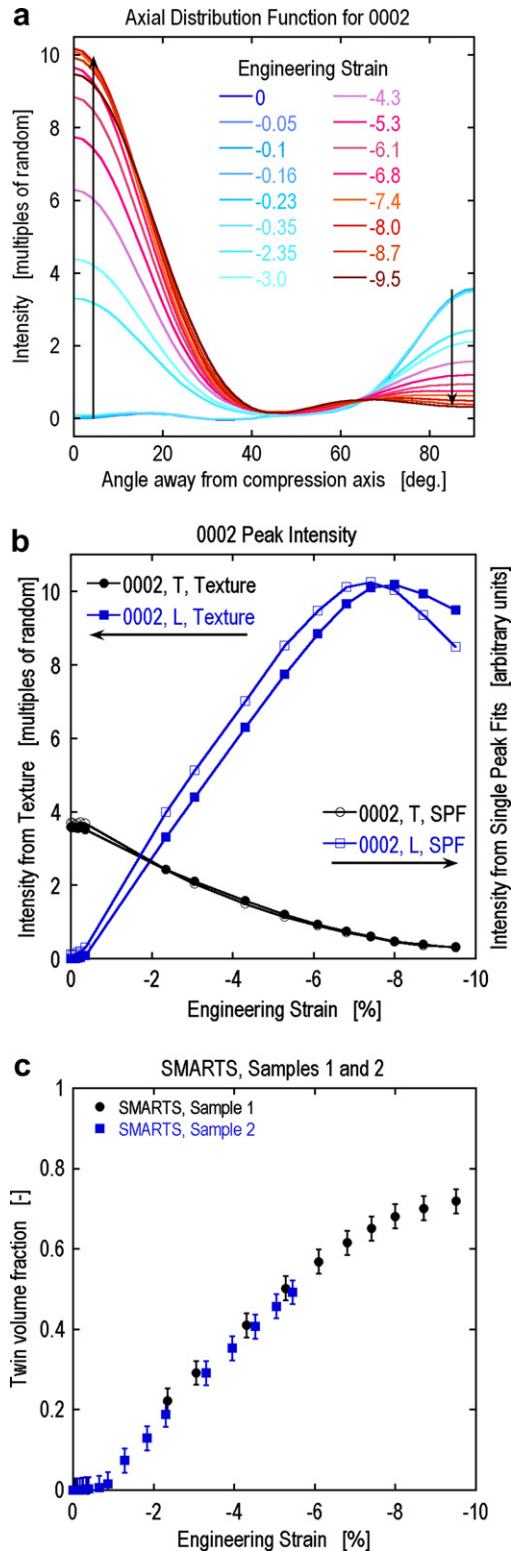 a
Axial Distribution Function for 0002
Intensity [multiples of random]
10
8
6
4
2
0
Engineering Strain
0 -4.3
-0.05 -5.3
-0.1 -6.1
-0.16 -6.8
-0.23 -7.4
-0.35 -8.0
-2.35 -8.7
-3.0 -9.5
0 20 40 60 80
Angle away from compression axis [deg.]
b
0002 Peak Intensity
Intensity from Texture [multiples of random]
10
8
6
4
2
0
0002, T, Texture
0002, L, Texture
0002, T, SPF
0002, L, SPF
Intensity from Single Peak Fits [arbitrary units]
0 -2 -4 -6 -8 -10
Engineering Strain [%]
c
SMARTS, Samples 1 and 2
Twin volume fraction [-]
1
0.8
0.6
0.4
0.2
0
SMARTS, Sample 1
SMARTS, Sample 2
0 -2 -4 -6 -8 -10
Engineering Strain [%]